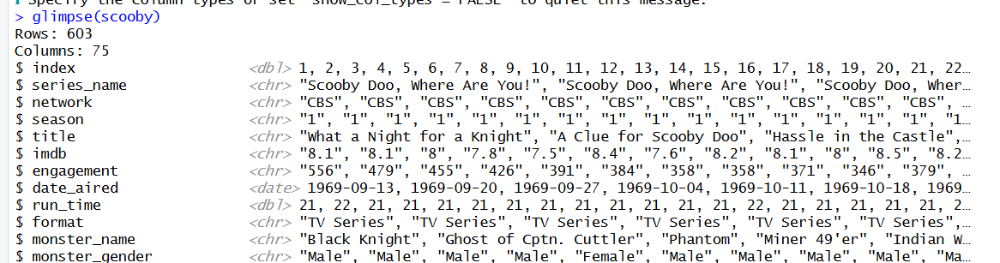 i Specify the column types or set `show_col_types = FALSE` to quiet this message.
> glimpse(scooby)
Rows: 603
Columns: 75
$ index <dbl> 1, 2, 3, 4, 5, 6, 7, 8, 9, 10, 11, 12, 13, 14, 15, 16, 17, 18, 19, 20, 21, 22…
$ series_name <chr> "Scooby Doo, Where Are You!", "Scooby Doo, Where Are You!", "Scooby Doo, Wher…
$ network <chr> "CBS", "CBS", "CBS", "CBS", "CBS", "CBS", "CBS", "CBS", "CBS", "CBS", "CBS", …
$ season <chr> "1", "1", "1", "1", "1", "1", "1", "1", "1", "1", "1", "1", "1", "1", "1", "1…
$ title <chr> "What a Night for a Knight", "A Clue for Scooby Doo", "Hassle in the Castle",…
$ imdb <chr> "8.1", "8.1", "8", "7.8", "7.5", "8.4", "7.6", "8.2", "8.1", "8", "8.5", "8.2…
$ engagement <chr> "556", "479", "455", "426", "391", "384", "358", "358", "371", "346", "379", …
$ date_aired <date> 1969-09-13, 1969-09-20, 1969-09-27, 1969-10-04, 1969-10-11, 1969-10-18, 1969…
$ run_time <dbl> 21, 22, 21, 21, 21, 21, 21, 21, 21, 21, 21, 21, 21, 22, 21, 21, 21, 21, 21, 2…
$ format <chr> "TV Series", "TV Series", "TV Series", "TV Series", "TV Series", "TV Series",…
$ monster_name <chr> "Black Knight", "Ghost of Cptn. Cuttler", "Phantom", "Miner 49'er", "Indian W…
$ monster_gender <chr> "Male", "Male", "Male", "Male", "Female", "Male", "Male", "Male", "Male", "Ma…